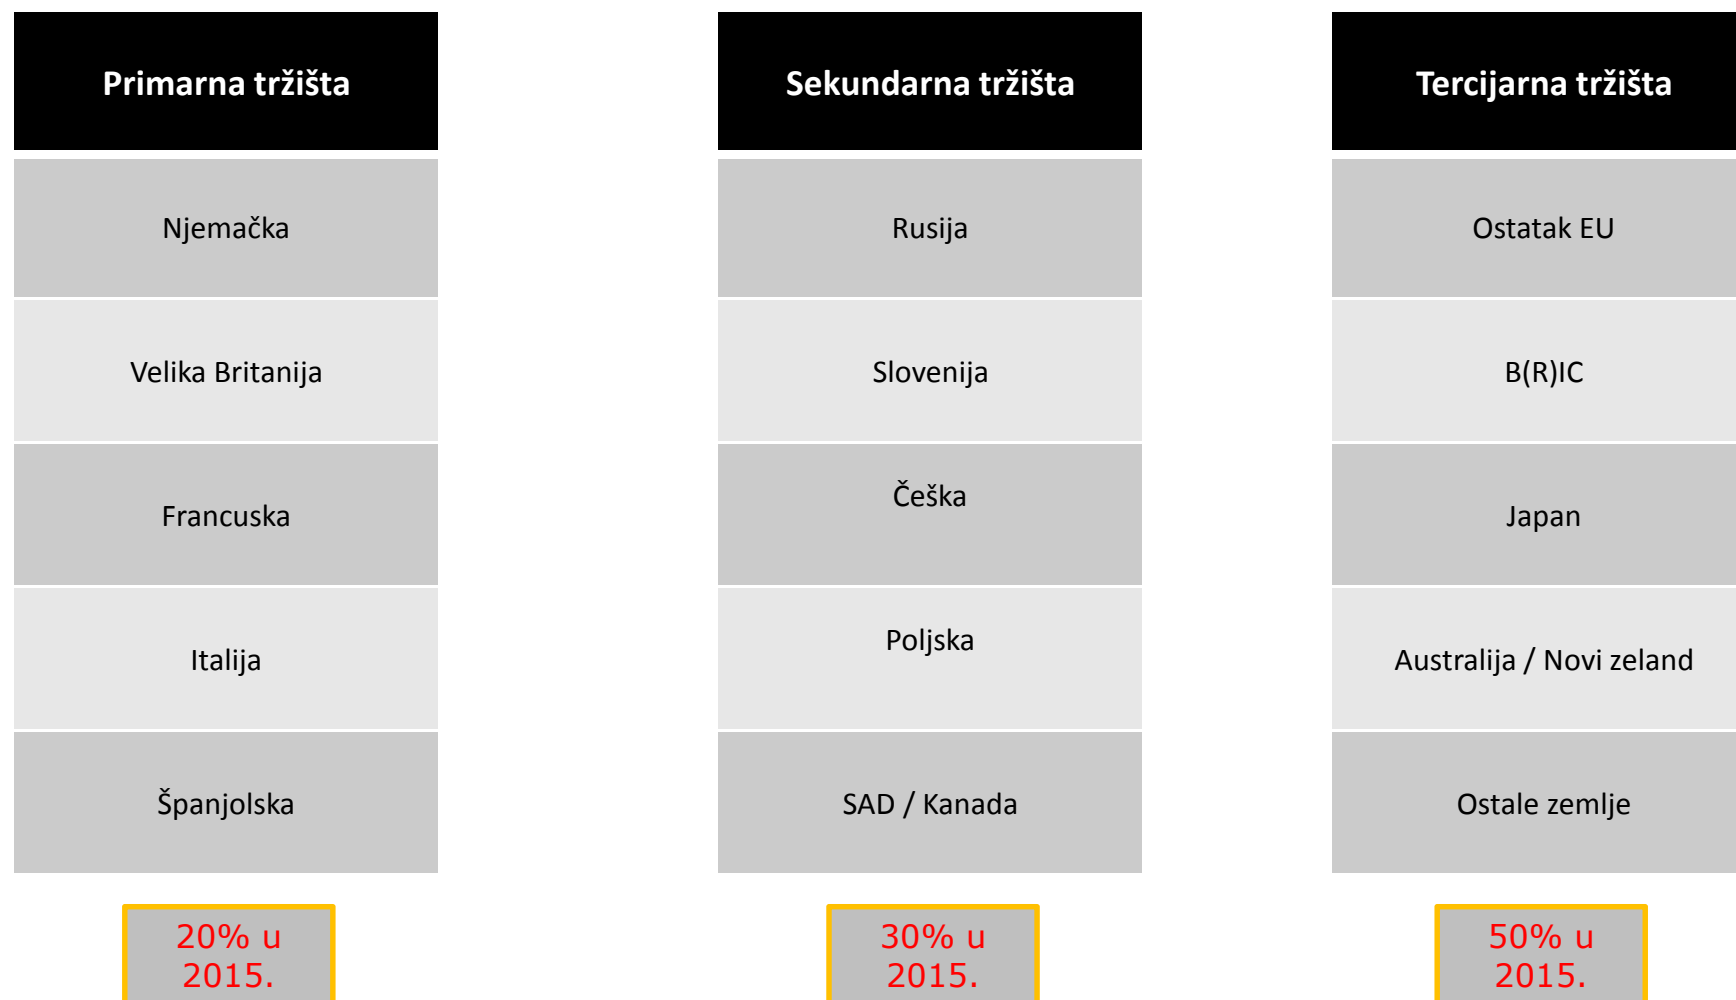 Primarna tržišta
Njemačka
Velika Britanija
Francuska
Italija
Španjolska
20% u
2015.
Sekundarna tržišta
Rusija
Slovenija
Češka
Poljska
SAD / Kanada
30% u
2015.
Tercijarna tržišta
Ostatak EU
B(R)IC
Japan
Australija / Novi zeland
Ostale zemlje
50% u
2015.